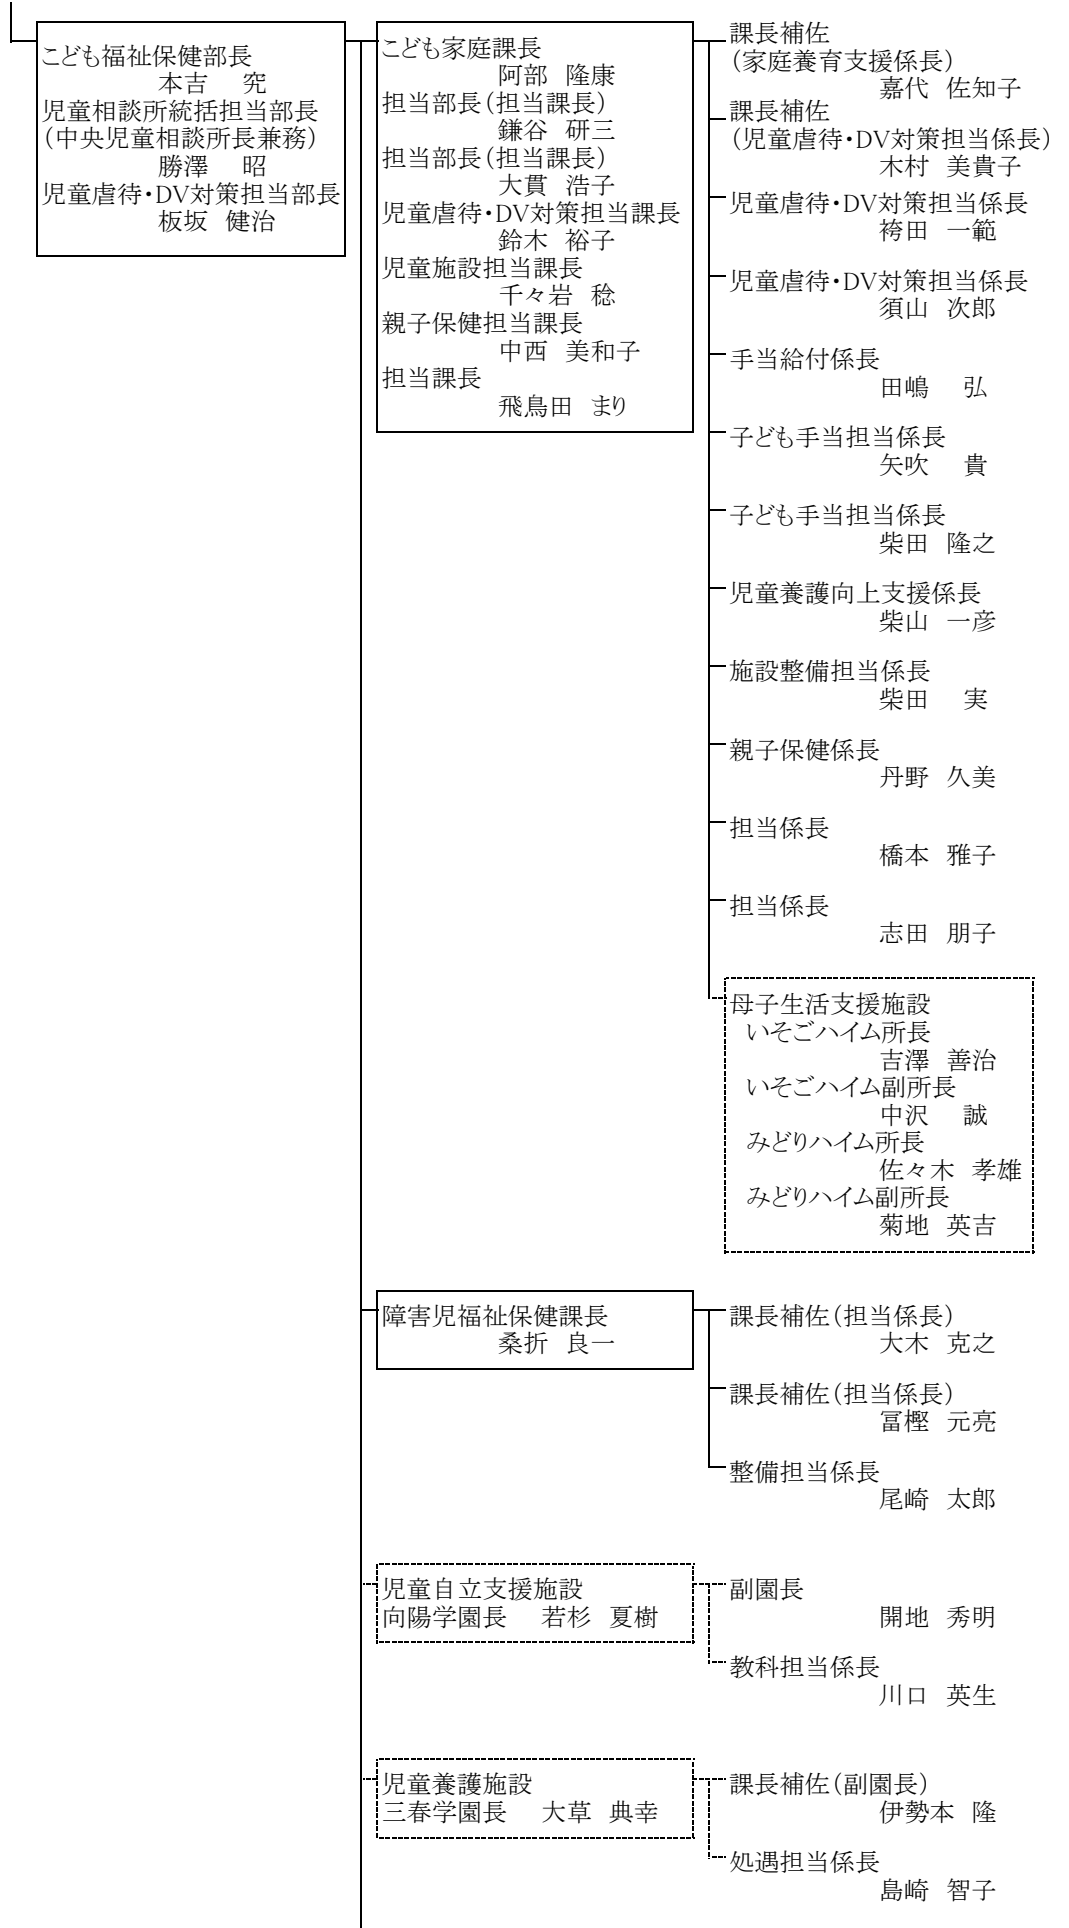 こども福祉保健部長
本吉　究
児童相談所統括担当部長
(中央児童相談所長兼務)
勝澤　昭
児童虐待・DV対策担当部長
板坂　健治
こども家庭課長
阿部　隆康
担当部長(担当課長)
鎌谷　研三
担当部長(担当課長)
大貫　浩子
児童虐待・DV対策担当課長
鈴木　裕子
児童施設担当課長
千々岩　稔
親子保健担当課長
中西　美和子
担当課長
飛鳥田　まり
課長補佐
(家庭養育支援係長)
嘉代　佐知子
課長補佐
(児童虐待・DV対策担当係長)
木村　美貴子
児童虐待・DV対策担当係長
袴田　一範
児童虐待・DV対策担当係長
須山　次郎
手当給付係長
田嶋　弘
子ども手当担当係長
矢吹　貴
子ども手当担当係長
柴田　隆之
児童養護向上支援係長
柴山　一彦
施設整備担当係長
柴田　実
親子保健係長
丹野　久美
担当係長
橋本　雅子
担当係長
志田　朋子
母子生活支援施設
いそごハイム所長
吉澤　善治
いそごハイム副所長
中沢　誠
みどりハイム所長
佐々木　孝雄
みどりハイム副所長
菊地　英吉
障害児福祉保健課長
桑折　良一
課長補佐(担当係長)
大木　克之
課長補佐(担当係長)
冨樫　元亮
整備担当係長
尾崎　太郎
児童自立支援施設
向陽学園長　若杉　夏樹
副園長
開地　秀明
教科担当係長
川口　英生
児童養護施設
三春学園長　大草　典幸
課長補佐(副園長)
伊勢本　隆
処遇担当係長
島崎　智子